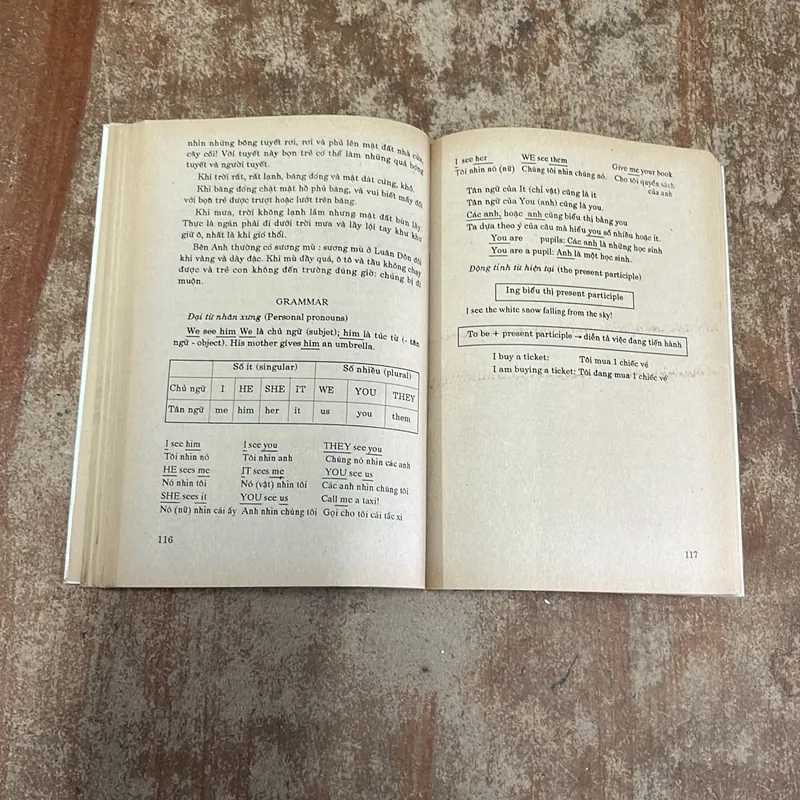 nhìn những bông tuyết rơi, rơi và phủ lên mặt đất nhà của,
cây cối! Với tuyết này bọn trẻ có thể làm những quả bóng
tuyết và người tuyết.
Khi trời rất, rất lạnh, băng đóng và mặt đất cứng, khô.
Khi băng đóng chặt mặt hồ phủ băng, và vui biết mấy đối
với bọn trẻ được trượt hoặc lướt trên băng.
Khi mưa, trời không lạnh lắm nhưng mặt đất bùn lầy.
Thực là ngán phải đi dưới trời mưa và lầy lội tay khư khư
giữ ô, nhất là khi gió thổi.
Bên Anh thường có sương mù : sương mù ở Luân Đôn đôi
khi vàng và dày đặc. Khi mù đầy quá, ô tô và tầu không chạy
được và trẻ con không đến trường đúng giờ; chúng bị đi
muộn.
GRAMMAR
Đại từ nhân xưng (Personal pronouns)
We see him We là chủ ngữ (subjet); him là túc từ (- tân
ngữ - object). His mother gives him an umbrella.
Số ít (singular) Số nhiều (plural)
Chủ ngữ I HE SHE IT WE YOU THEY
Tân ngữ me him her it us you them
I see him I see you THEY see you
Tôi nhìn nó Tôi nhìn anh Chúng nó nhìn các anh
HE sees me IT sees me YOU see us
Nó nhìn tôi Nó (vật) nhìn tôi Các anh nhìn chúng tôi
SHE sees it YOU see us Call me a taxi!
Nó (nữ) nhìn cái ấy Anh nhìn chúng tôi Gọi cho tôi cái tắc xi
116
I see her WE see them Give me your book
Tôi nhìn nó (nữ) Chúng tôi nhìn chúng nó. Cho tôi quyển sách
của anh
Tân ngữ của It (chỉ vật) cũng là it
Tân ngữ của You (anh) cũng là you.
Các anh, hoặc anh cũng biểu thị bằng you
Ta dựa theo ý của câu mà hiểu you số nhiều hoặc ít.
You are pupils: Các anh là những học sinh
You are a pupil: Anh là một học sinh.
Động tính từ hiện tại (the present participle)
Ing biểu thị present participle
I see the white snow falling from the sky!
To be + present participle → diễn tả việc đang tiến hành
I buy a ticket: Tôi mua 1 chiếc vé
I am buying a ticket: Tôi đang mua 1 chiếc vé
117